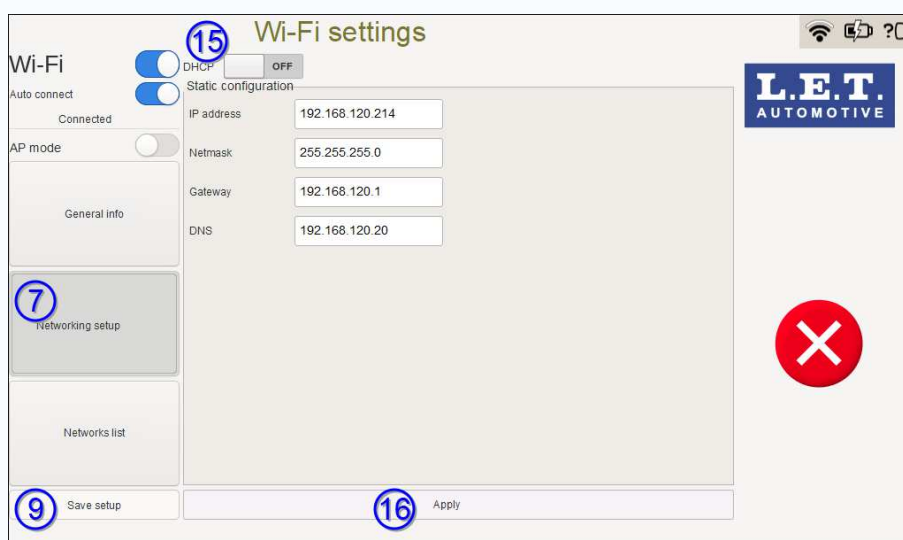 Wi-Fi settings
15
?
Wi-Fi
DHCP
OFF
Auto connect
Static configuration
L.E.T.
AUTOMOTIVE
Connected
IP address
192.168.120.214
AP mode
Netmask
255.255.255.0
Gateway
192.168.120.1
General info
DNS
192.168.120.20
7
Networking setup
Networks list
9
Save setup
16
Apply